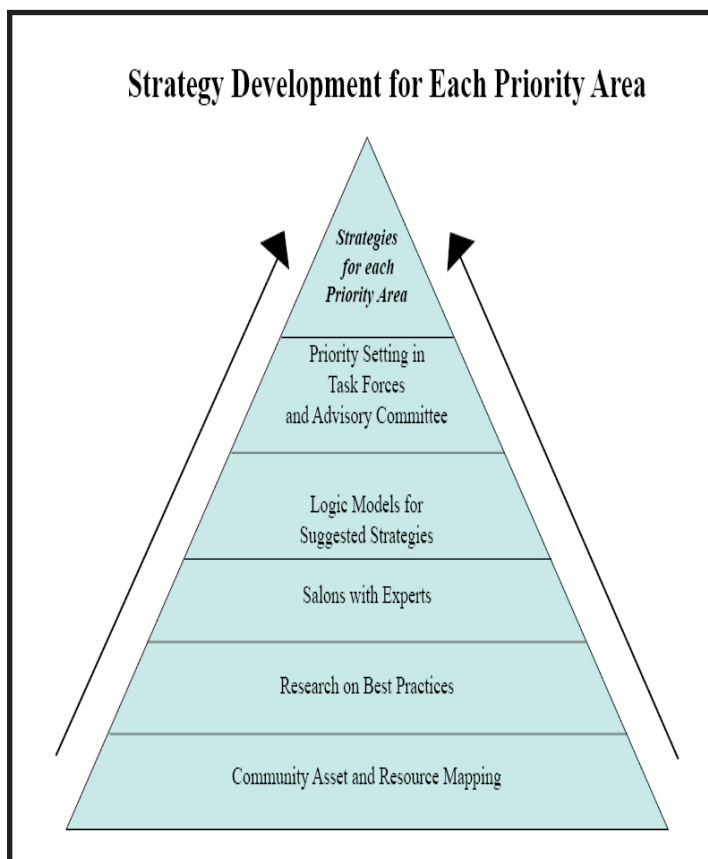 Strategy Development for Each Priority Area
Strategies
for each
Priority Area
Priority Setting in
Task Forces
and Advisory Committee
Logic Models for
Suggested Strategies
Salons with Experts
Research on Best Practices
Community Asset and Resource Mapping